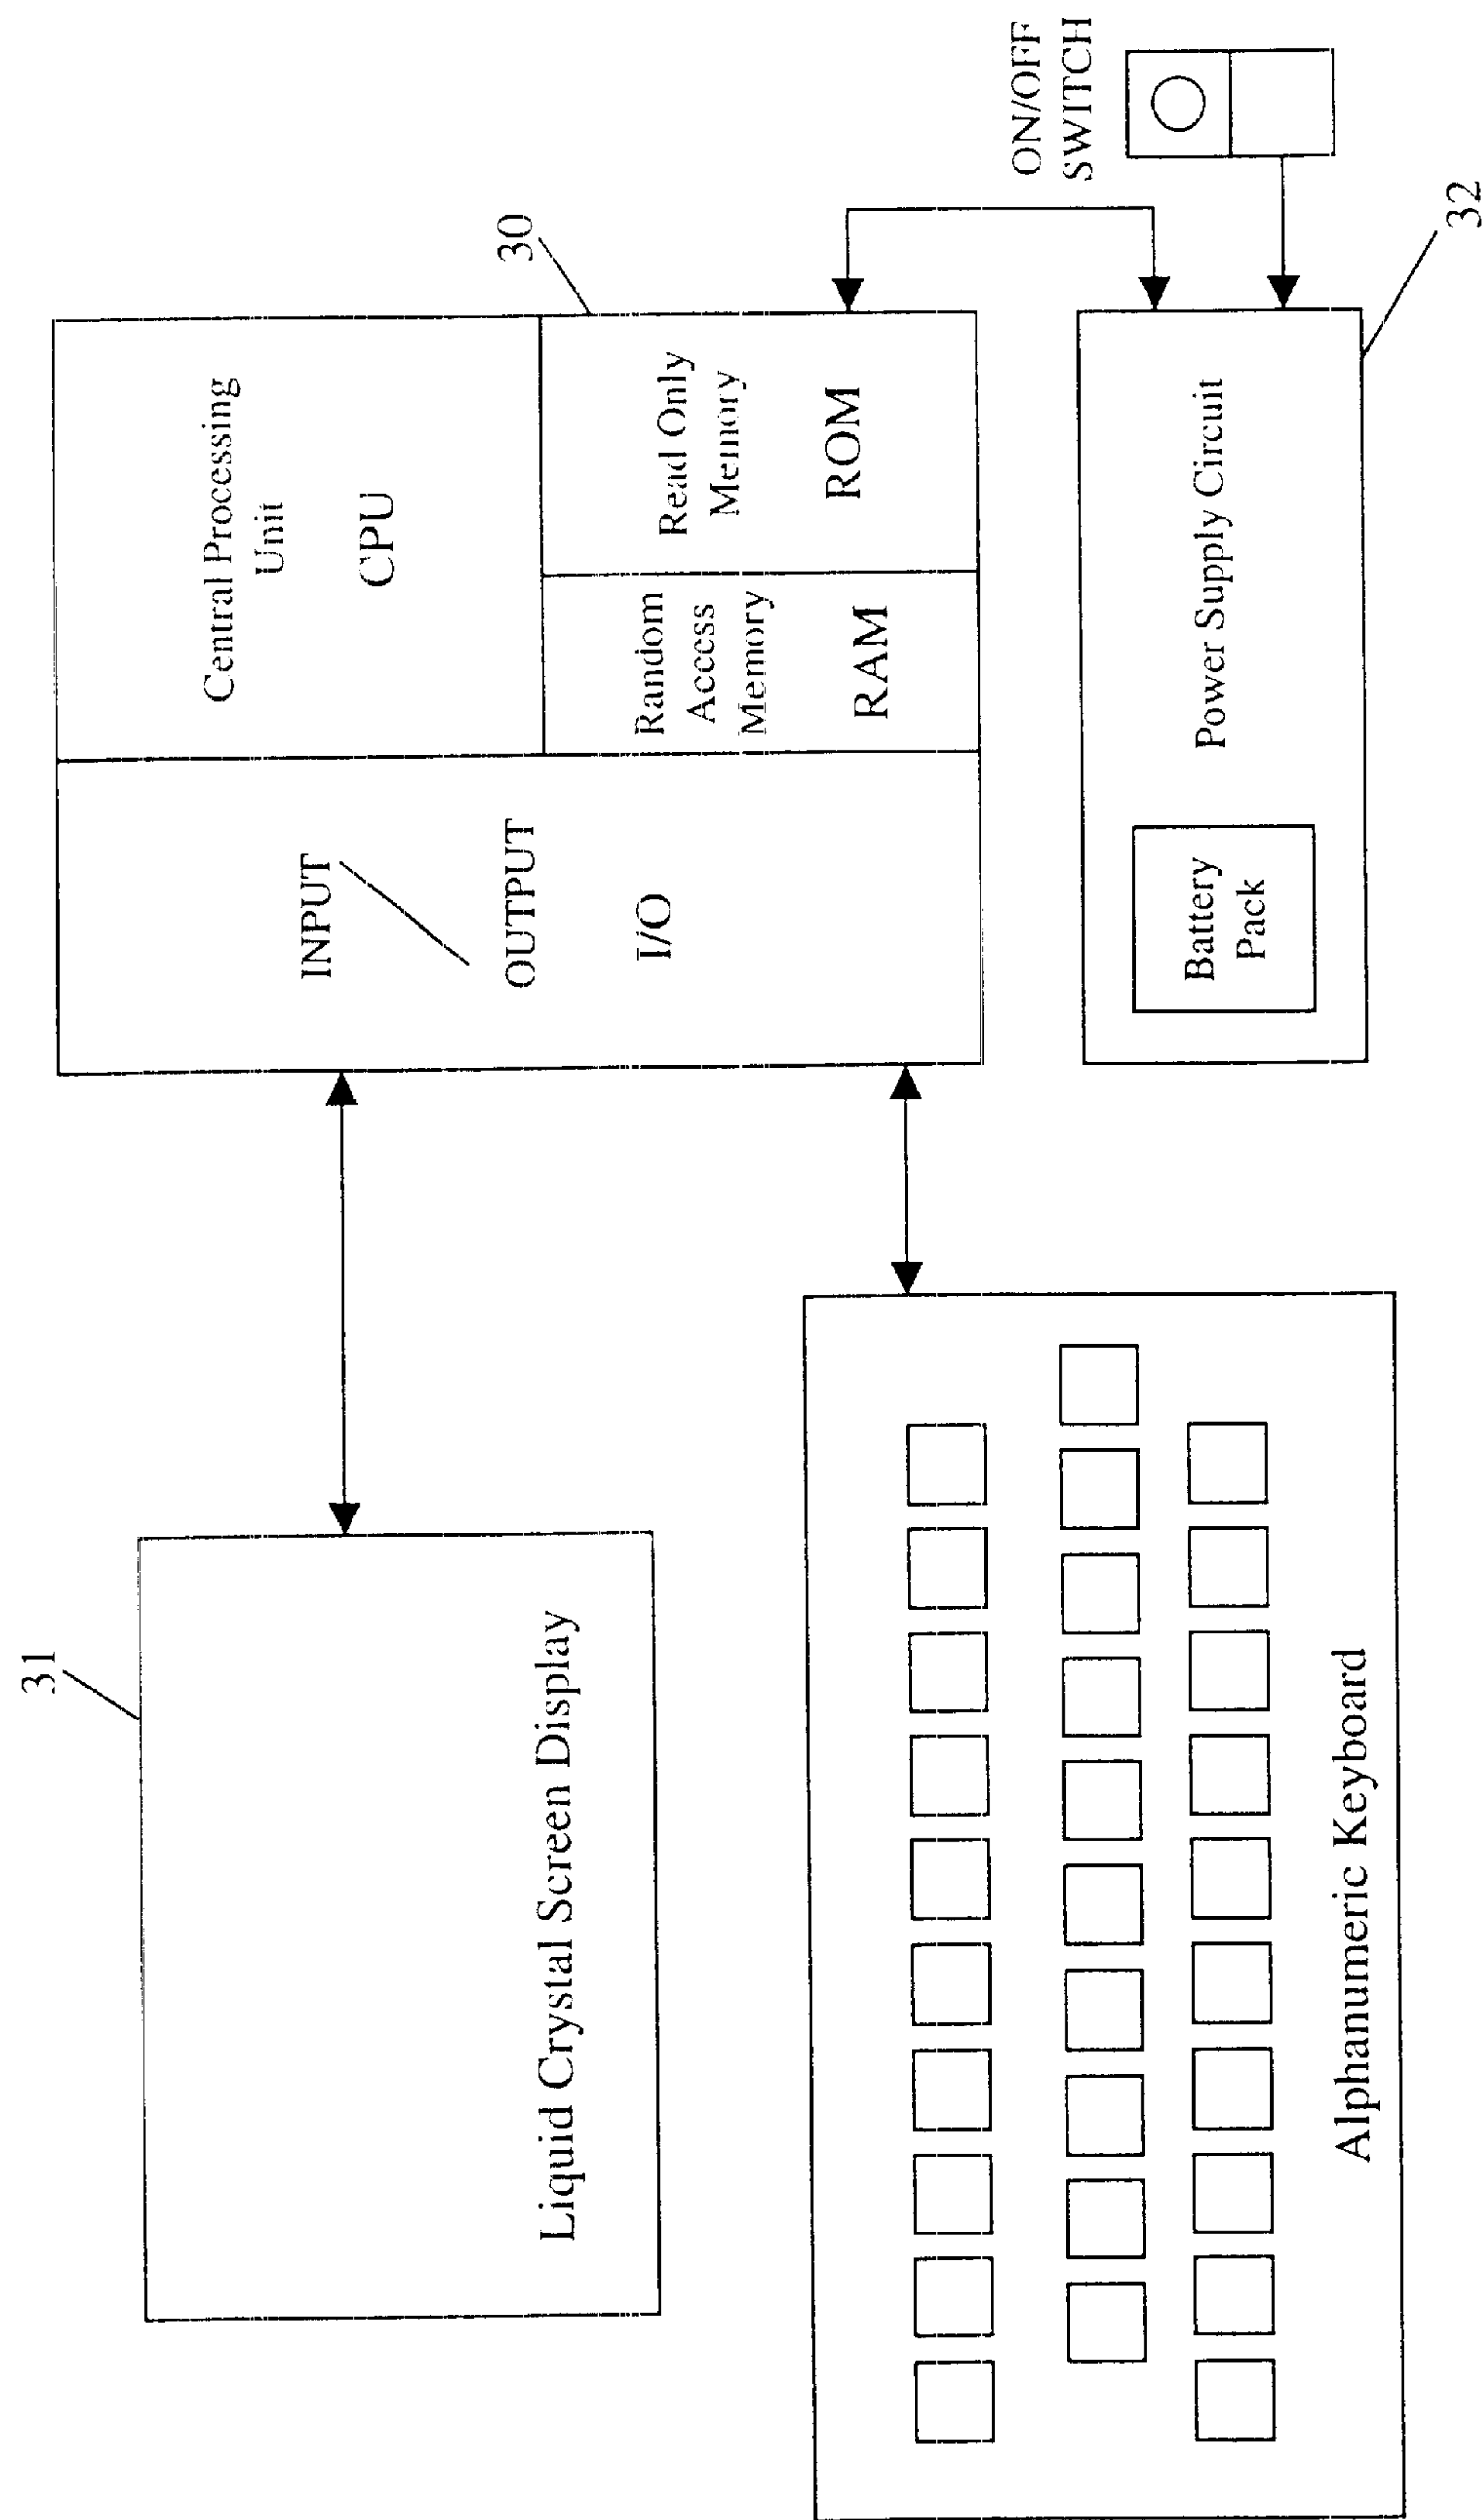 31
Liquid Crystal Screen Display
INPUT
OUTPUT
I/O
Central Processing
Unit
CPU
30
Random
Access
Memory
RAM
Read Only
Memory
ROM
Alphanumeric Keyboard
Battery
Pack
Power Supply Circuit
ON/OFF
SWITCH
32